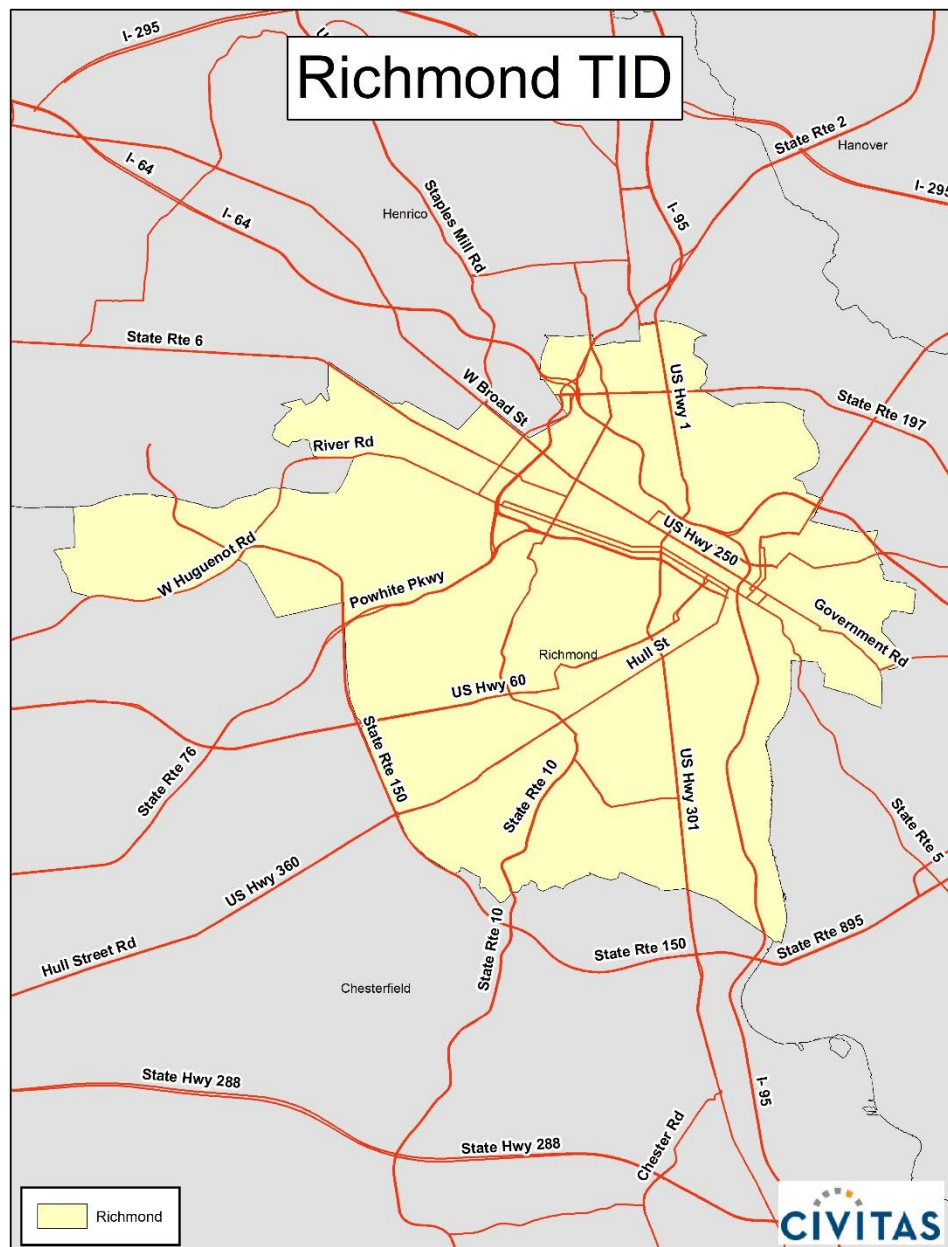 I- 295
Richmond TID
State Rte 2
Hanover
I- 64
I- 295
Henrico
Staples Mill Rd
I- 95
I- 64
State Rte 6
W Broad St
US Hwy 1
State Rte 197
River Rd
US Hwy 250
W Huguenot Rd
Powhite Pkwy
Government Rd
Richmond
Hull St
US Hwy 60
State Rte 76
State Rte 150
State Rte 10
US Hwy 301
State Rte 5
US Hwy 360
Hull Street Rd
State Rte 10
State Rte 150
State Rte 895
Chesterfield
State Hwy 288
I- 95
State Hwy 288
Chester Rd
Richmond
CIVITAS